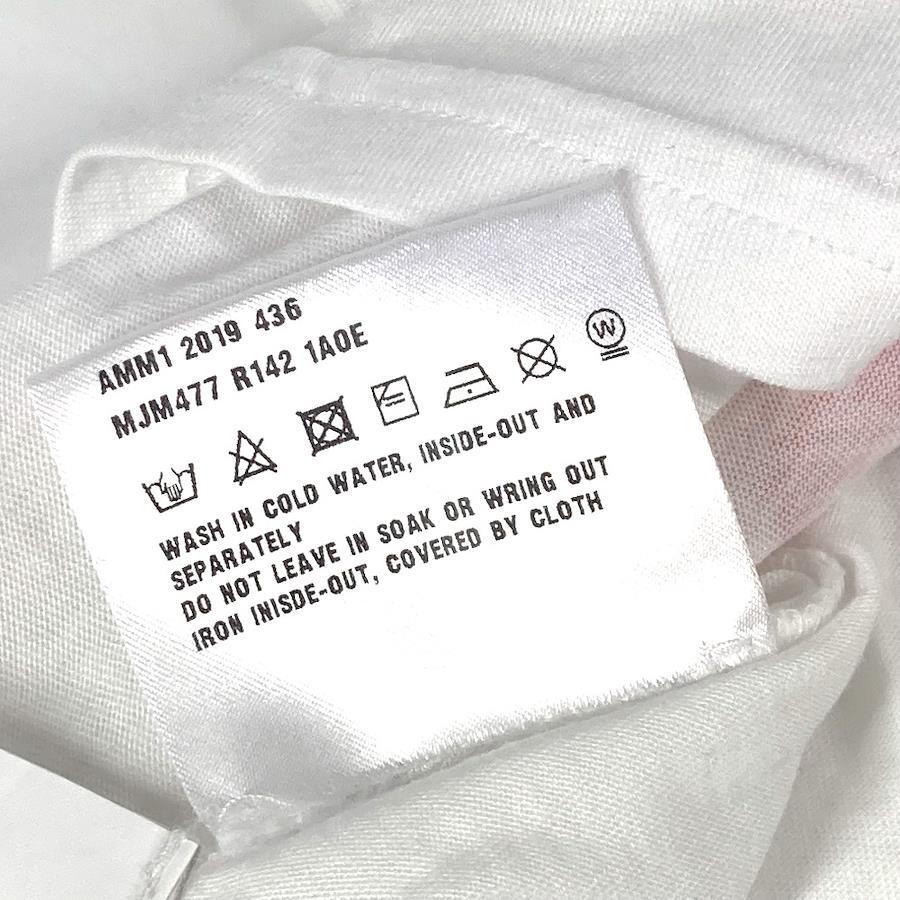 AMM1 2019 436
MJM477 R142 1A0E
W
WASH IN COLD WATER, INSIDE-OUT AND
SEPARATELY
DO NOT LEAVE IN SOAK OR WRING OUT
IRON INISDE-OUT, COVERED BY CLOTH